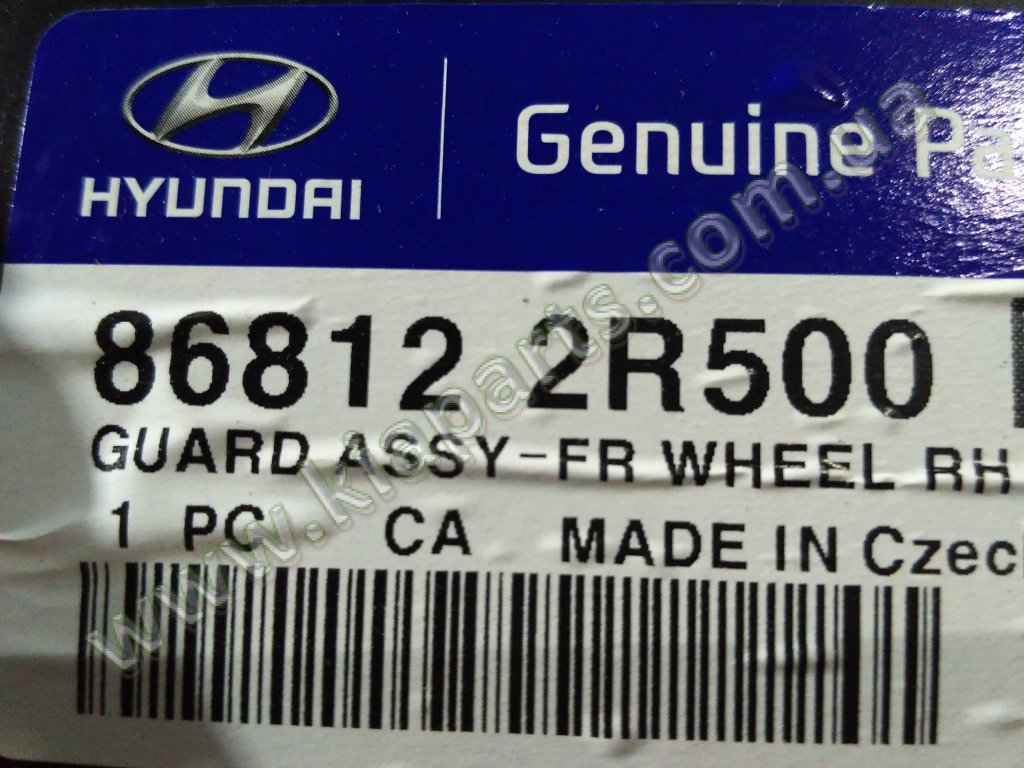 HYUNDAI
Genuine Pa
86812 2R500
GUARD ASSY-FR WHEEL RH
1 PC CA MADE IN Czech
www.kiaparts.com.ua